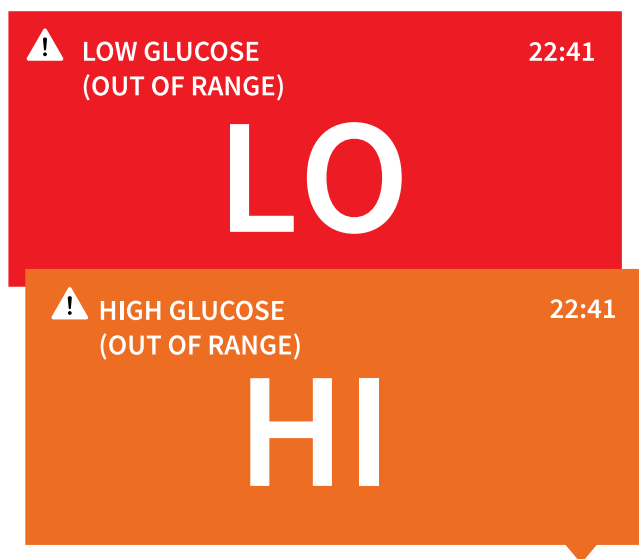 LOW GLUCOSE 22:41
(OUT OF RANGE)
LO
HIGH GLUCOSE 22:41
(OUT OF RANGE)
HI